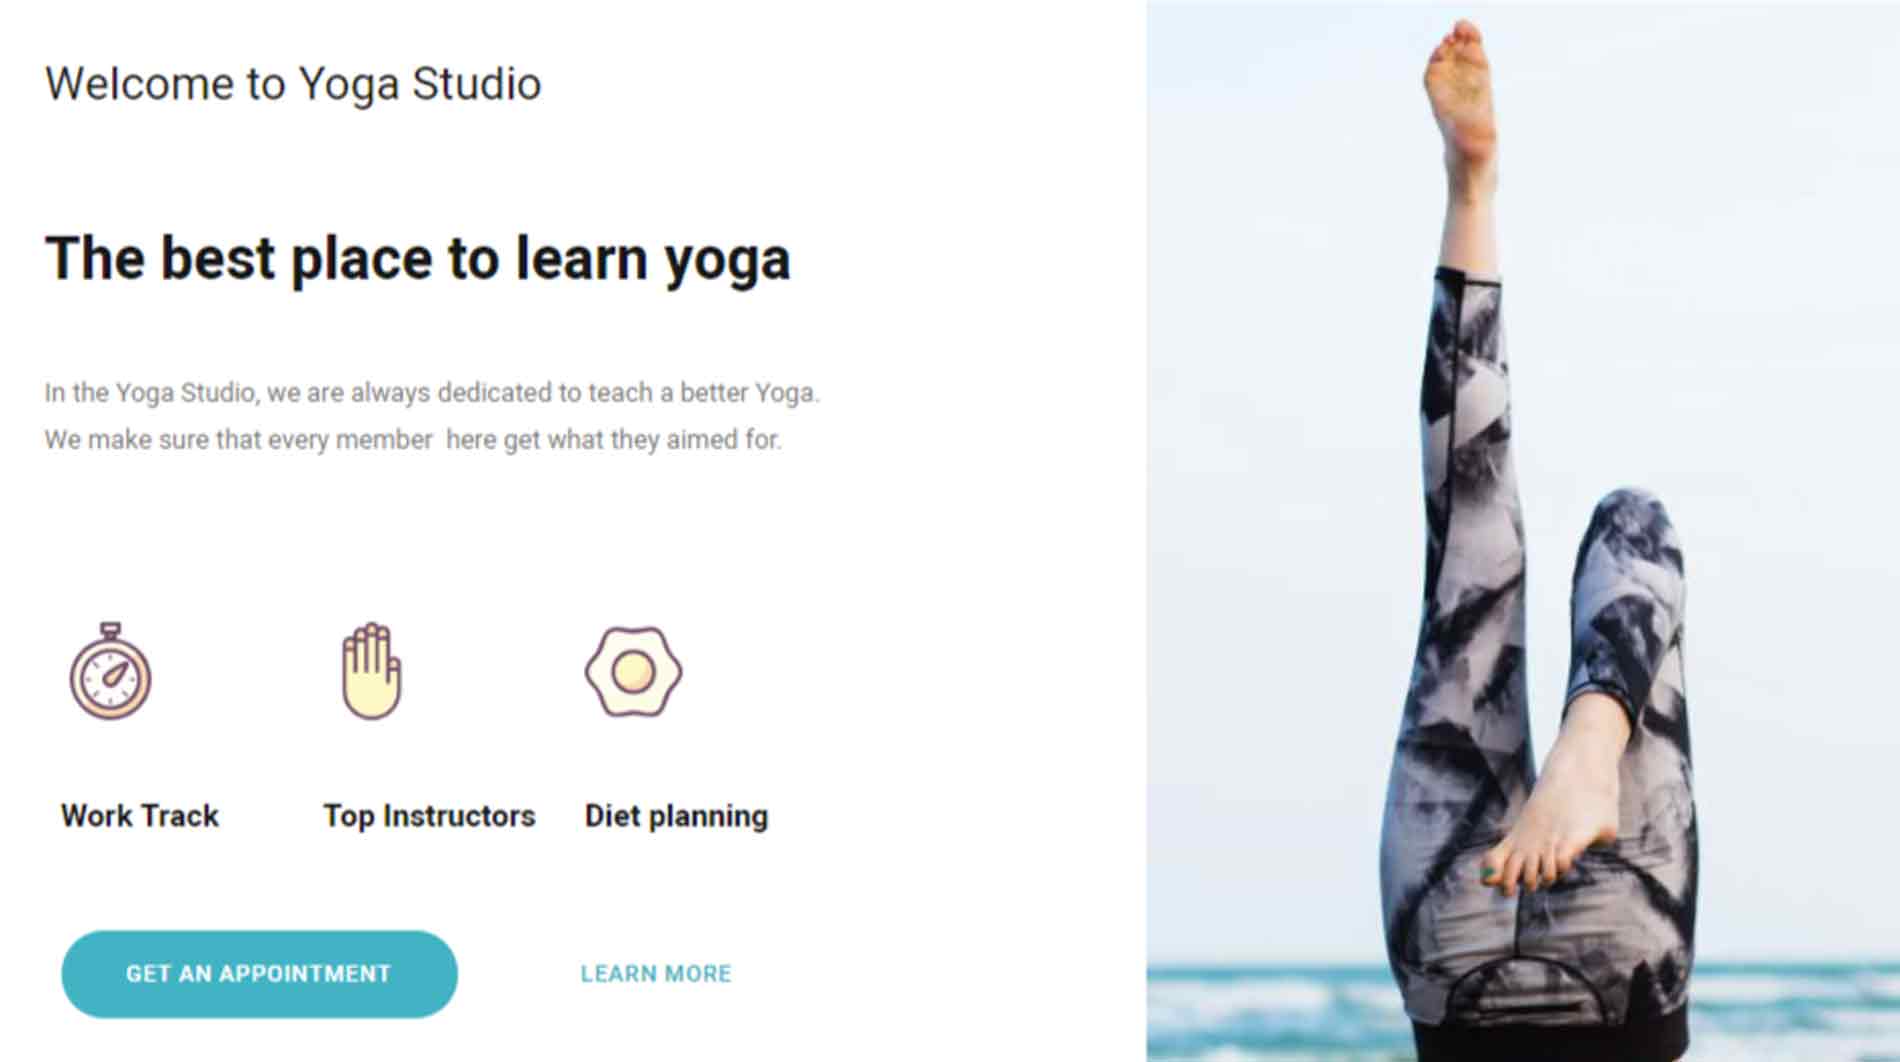 Welcome to Yoga Studio
The best place to learn yoga
In the Yoga Studio, we are always dedicated to teach a better Yoga.
We make sure that every member  here get what they aimed for.
Work Track
Top Instructors
Diet planning
GET AN APPOINTMENT
LEARN MORE